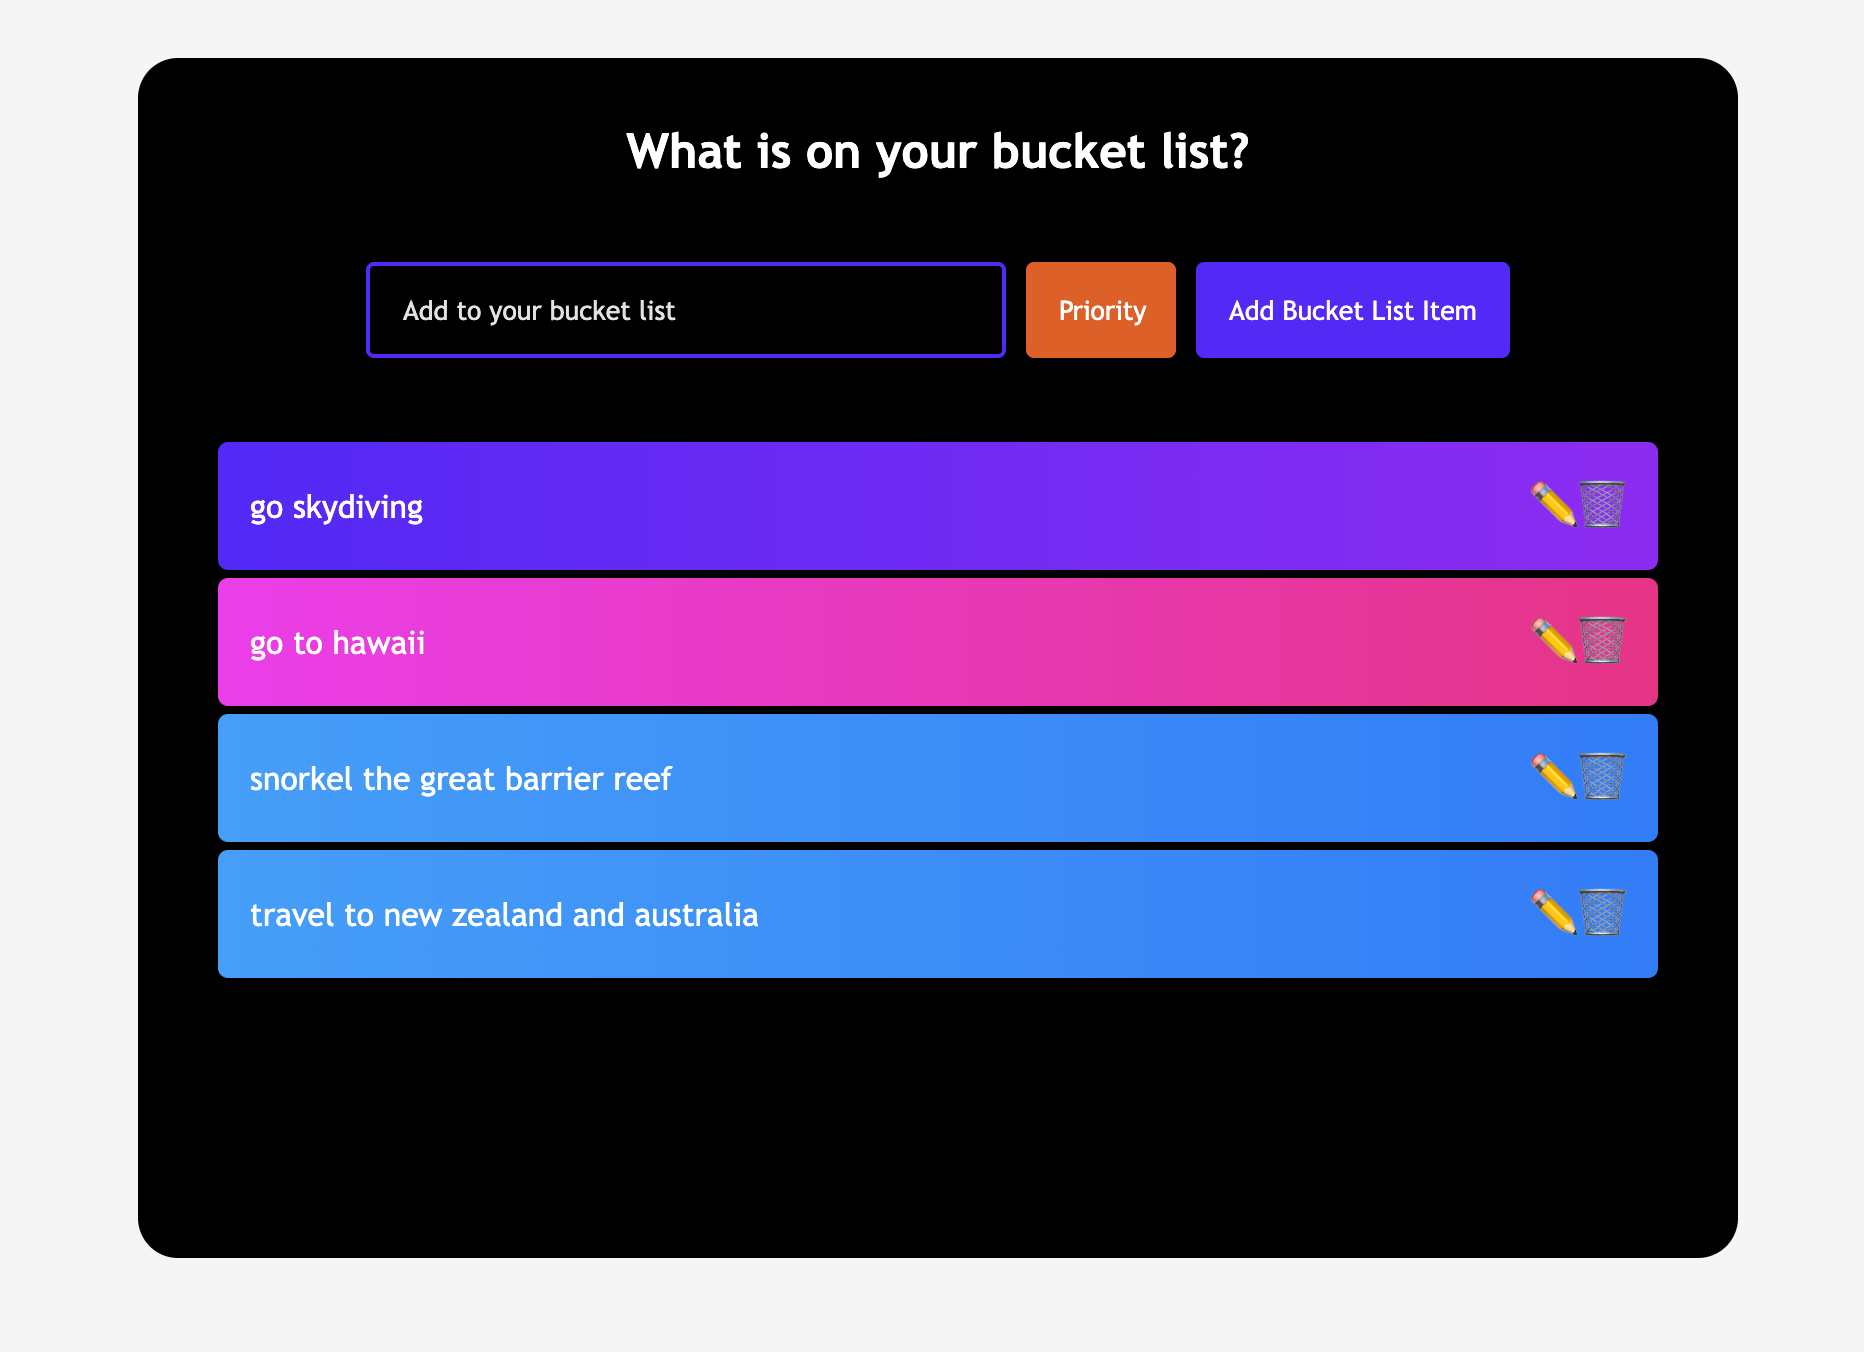 What is on your bucket list?
Add to your bucket list
Priority
Add Bucket List Item
go skydiving
go to hawaii
snorkel the great barrier reef
travel to new zealand and australia